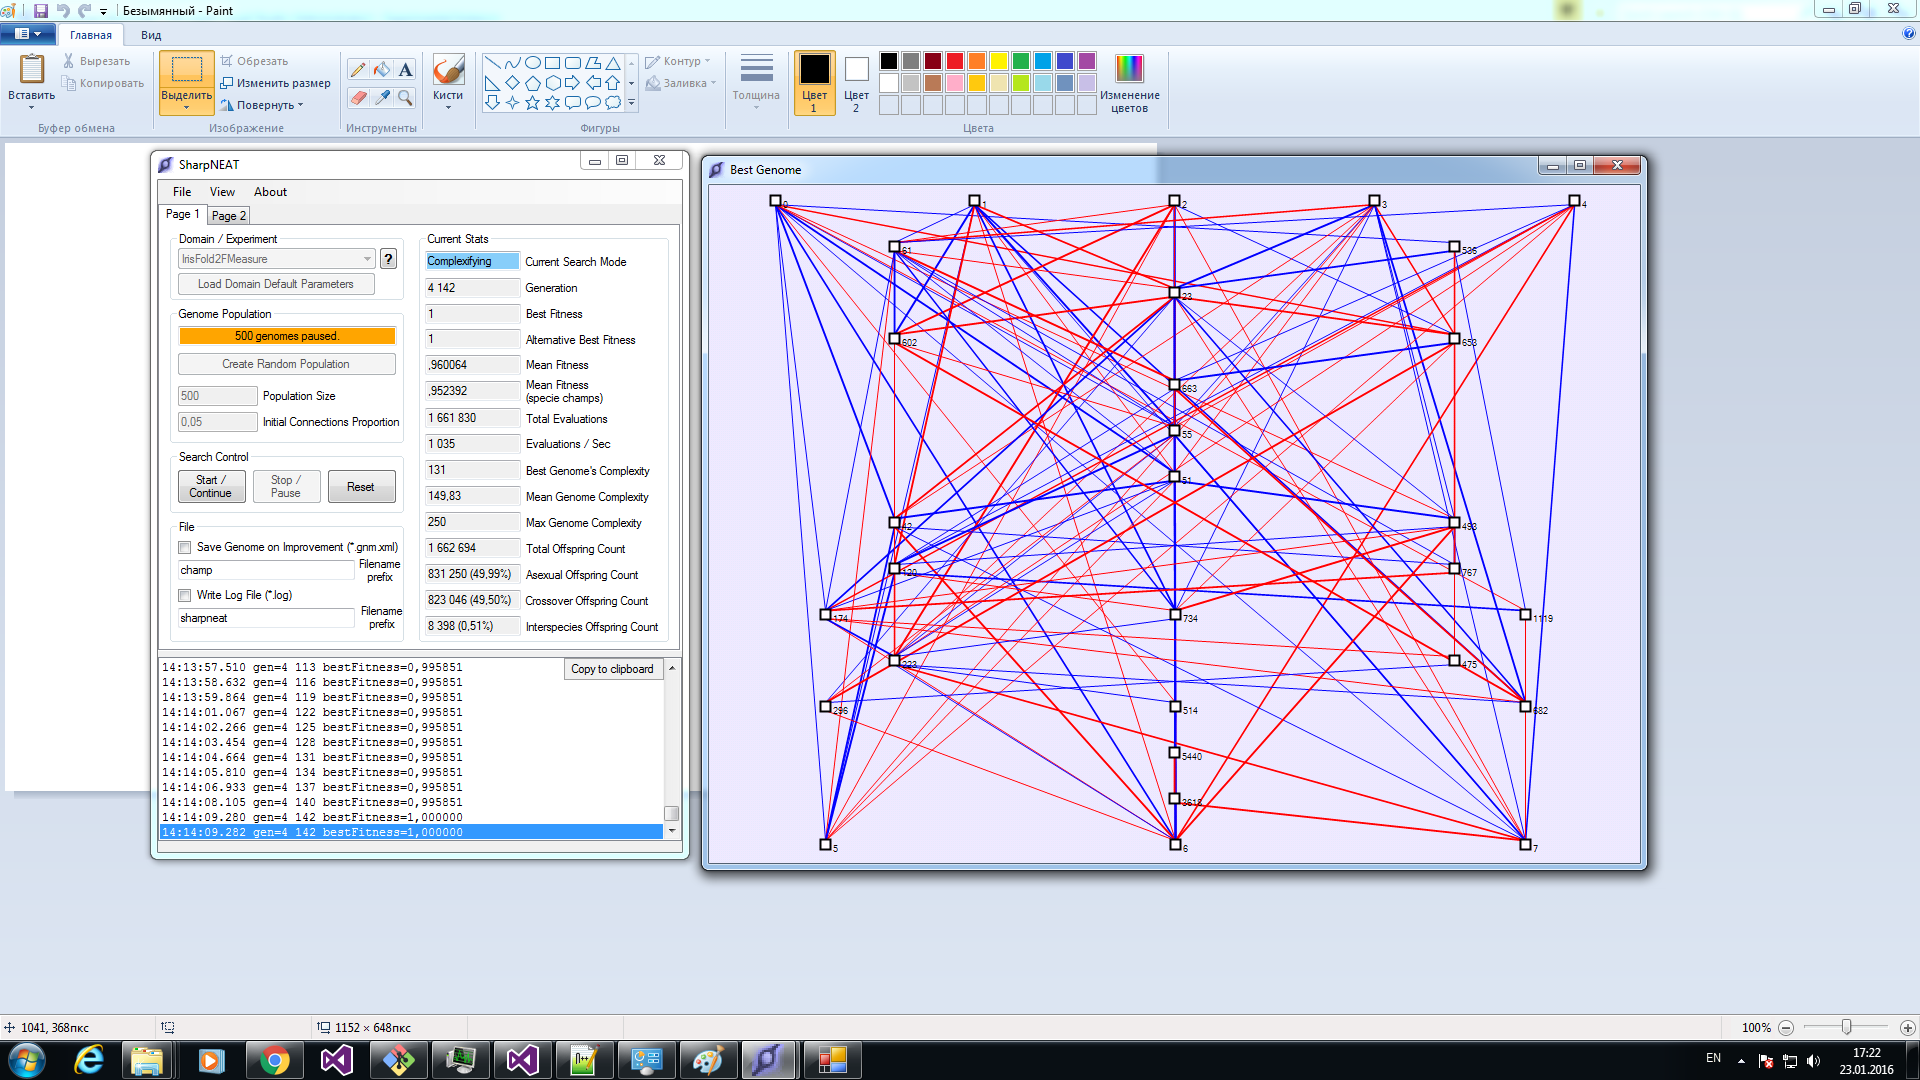 Безымянный - Paint
Главная
Вид
Вставить
Вырезать
Копировать
Буфер обмена
Выделить
Обрезать
Изменить размер
Повернуть
Изображение
A
Инструменты
Кисти
Контур
Заливка
Фигуры
Толщина
Цвет
1
Цвет
2
Изменение
цветов
Цвета
SharpNEAT
File View About
Page 1 Page 2
Domain / Experiment
IrisFold2FMeasure
?
Load Domain Default Parameters
Genome Population
500 genomes paused.
Create Random Population
500 Population Size
0,05 Initial Connections Proportion
Search Control
Start /
Continue
Stop /
Pause
Reset
File
Save Genome on Improvement (*.gnm.xml)
champ
Filename
prefix
Write Log File (*.log)
sharpneat
Filename
prefix
Current Stats
Complexifying Current Search Mode
4 142 Generation
1 Best Fitness
1 Alternative Best Fitness
,960064 Mean Fitness
,952392 Mean Fitness
(specie champs)
1 661 830 Total Evaluations
1 035 Evaluations / Sec
131 Best Genome's Complexity
149,83 Mean Genome Complexity
250 Max Genome Complexity
1 662 694 Total Offspring Count
831 250 (49,99%) Asexual Offspring Count
823 046 (49,50%) Crossover Offspring Count
8 398 (0,51%) Interspecies Offspring Count
Copy to clipboard
14:13:57.510 gen=4 113 bestFitness=0,995851
14:13:58.632 gen=4 116 bestFitness=0,995851
14:13:59.864 gen=4 119 bestFitness=0,995851
14:14:01.067 gen=4 122 bestFitness=0,995851
14:14:02.266 gen=4 125 bestFitness=0,995851
14:14:03.454 gen=4 128 bestFitness=0,995851
14:14:04.664 gen=4 131 bestFitness=0,995851
14:14:05.810 gen=4 134 bestFitness=0,995851
14:14:06.933 gen=4 137 bestFitness=0,995851
14:14:08.105 gen=4 140 bestFitness=0,995851
14:14:09.280 gen=4 142 bestFitness=1,000000
14:14:09.282 gen=4 142 bestFitness=1,000000
Best Genome
0 1 2 3 4
61 536
23
602 653
663
55
51
42 493
120 767
174 734 1119
223 475
296 514 682
5440
3618
5 6 7
1041, 368пкс
1152 × 648пкс
100%
EN
17:22
23.01.2016